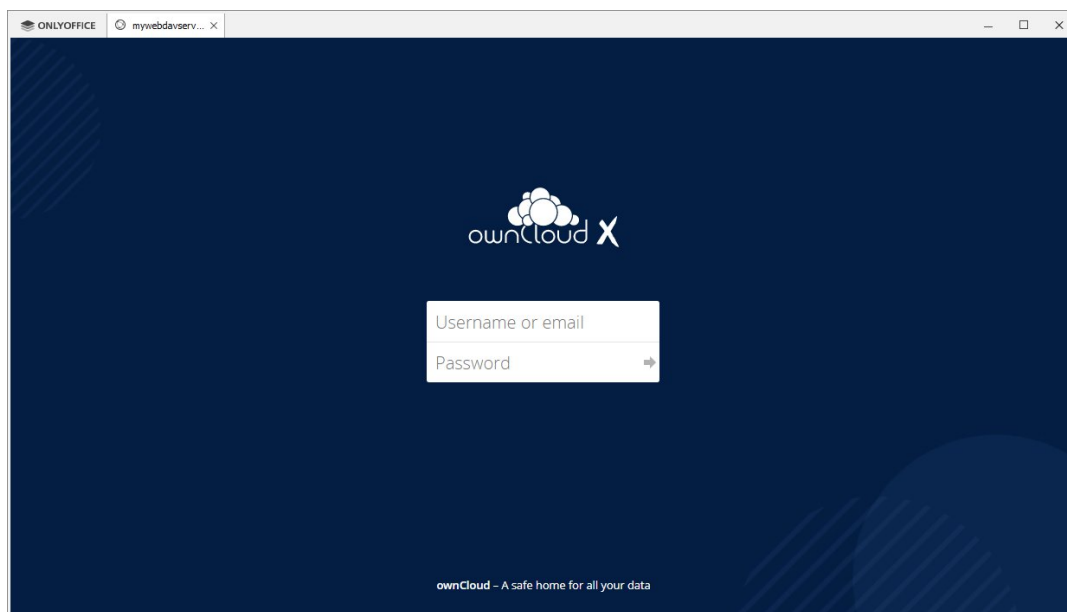 ONLYOFFICE mywebdavserv...
ownCloud X
Username or email
Password
ownCloud – A safe home for all your data